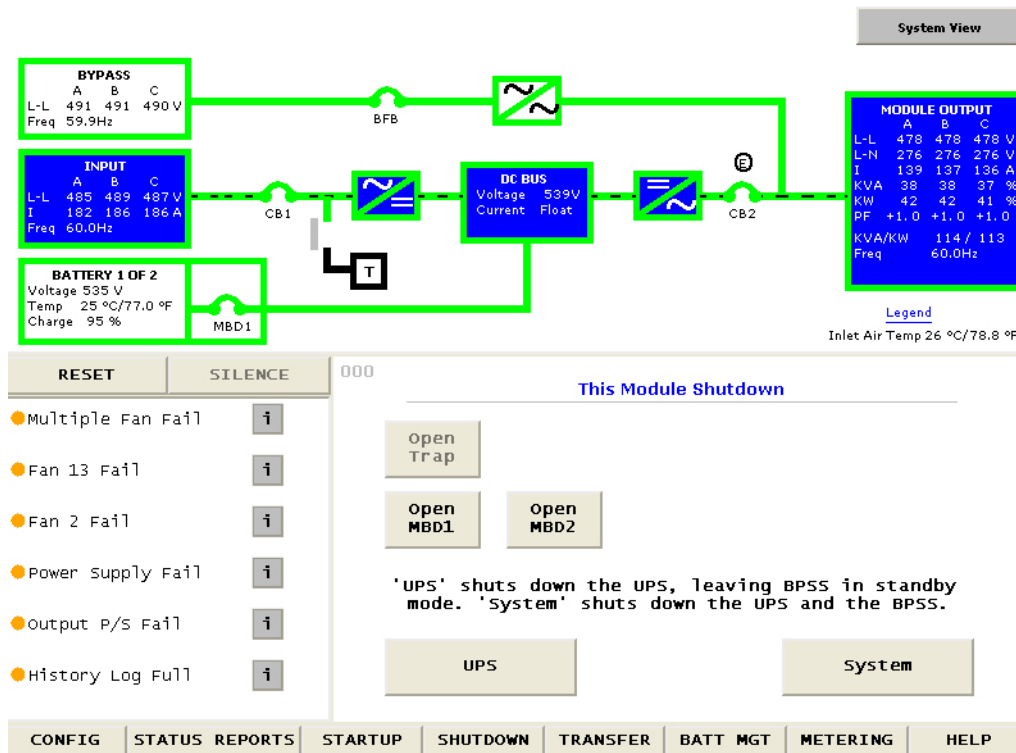 System View
BYPASS
A B C
L-L 491 491 490 V
Freq 59.9Hz
BFB
INPUT
A B C
L-L 485 489 487 V
I 182 186 186 A
Freq 60.0Hz
CB1
T
DC BUS
Voltage 539V
Current Float
E
CB2
MODULE OUTPUT
A B C
L-L 478 478 478 V
L-N 276 276 276 V
I 139 137 136 A
KVA 38 38 37 %
KW 42 42 41 %
PF +1.0 +1.0 +1.0
KVA/KW 114 / 113
Freq 60.0Hz
BATTERY 1 OF 2
Voltage 535 V
Temp 25 ºC/77.0 ºF
Charge 95 %
MBD1
Legend
Inlet Air Temp 26 ºC/78.8 ºF
RESET SILENCE
Multiple Fan Fail i
Fan 13 Fail i
Fan 2 Fail i
Power Supply Fail i
Output P/S Fail i
History Log Full i
000
This Module Shutdown
Open
Trap
Open
MBD1
Open
MBD2
'UPS' shuts down the UPS, leaving BPSS in standby
mode. 'System' shuts down the UPS and the BPSS.
UPS System
CONFIG STATUS REPORTS STARTUP SHUTDOWN TRANSFER BATT MGT METERING HELP